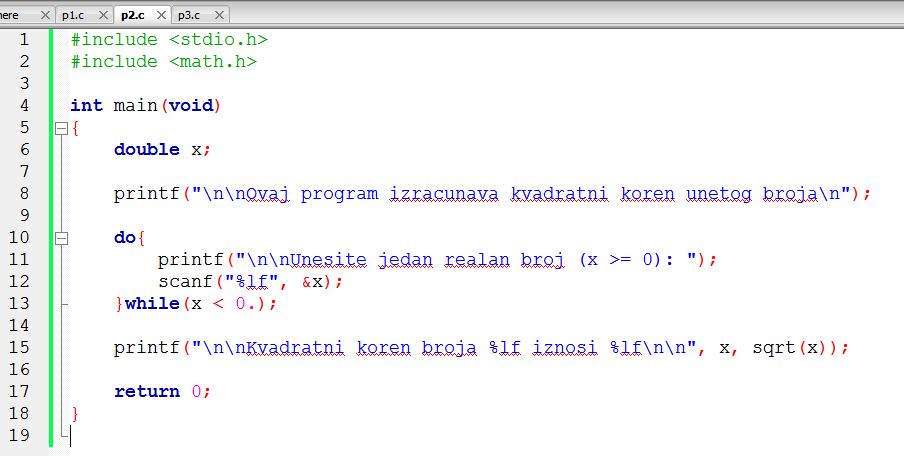 here p1.c p2.c p3.c
1 #include <stdio.h>
2 #include <math.h>
3
4 int main(void)
5 {
6 double x;
7
8 printf("\n\nOvaj program izracunava kvadratni koren unetog broja\n");
9
10 do{
11 printf("\n\nUnesite jedan realan broj (x >= 0): ");
12 scanf("%lf", &x);
13 }while(x < 0.);
14
15 printf("\n\nKvadratni koren broja %lf iznosi %lf\n\n", x, sqrt(x));
16
17 return 0;
18 }
19